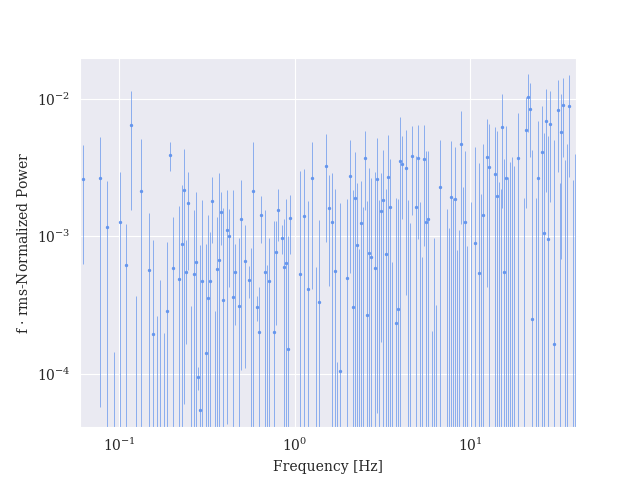 10⁻²
10⁻³
10⁻⁴
f · rms-Normalized Power
10⁻¹ 10⁰ 10¹
Frequency [Hz]